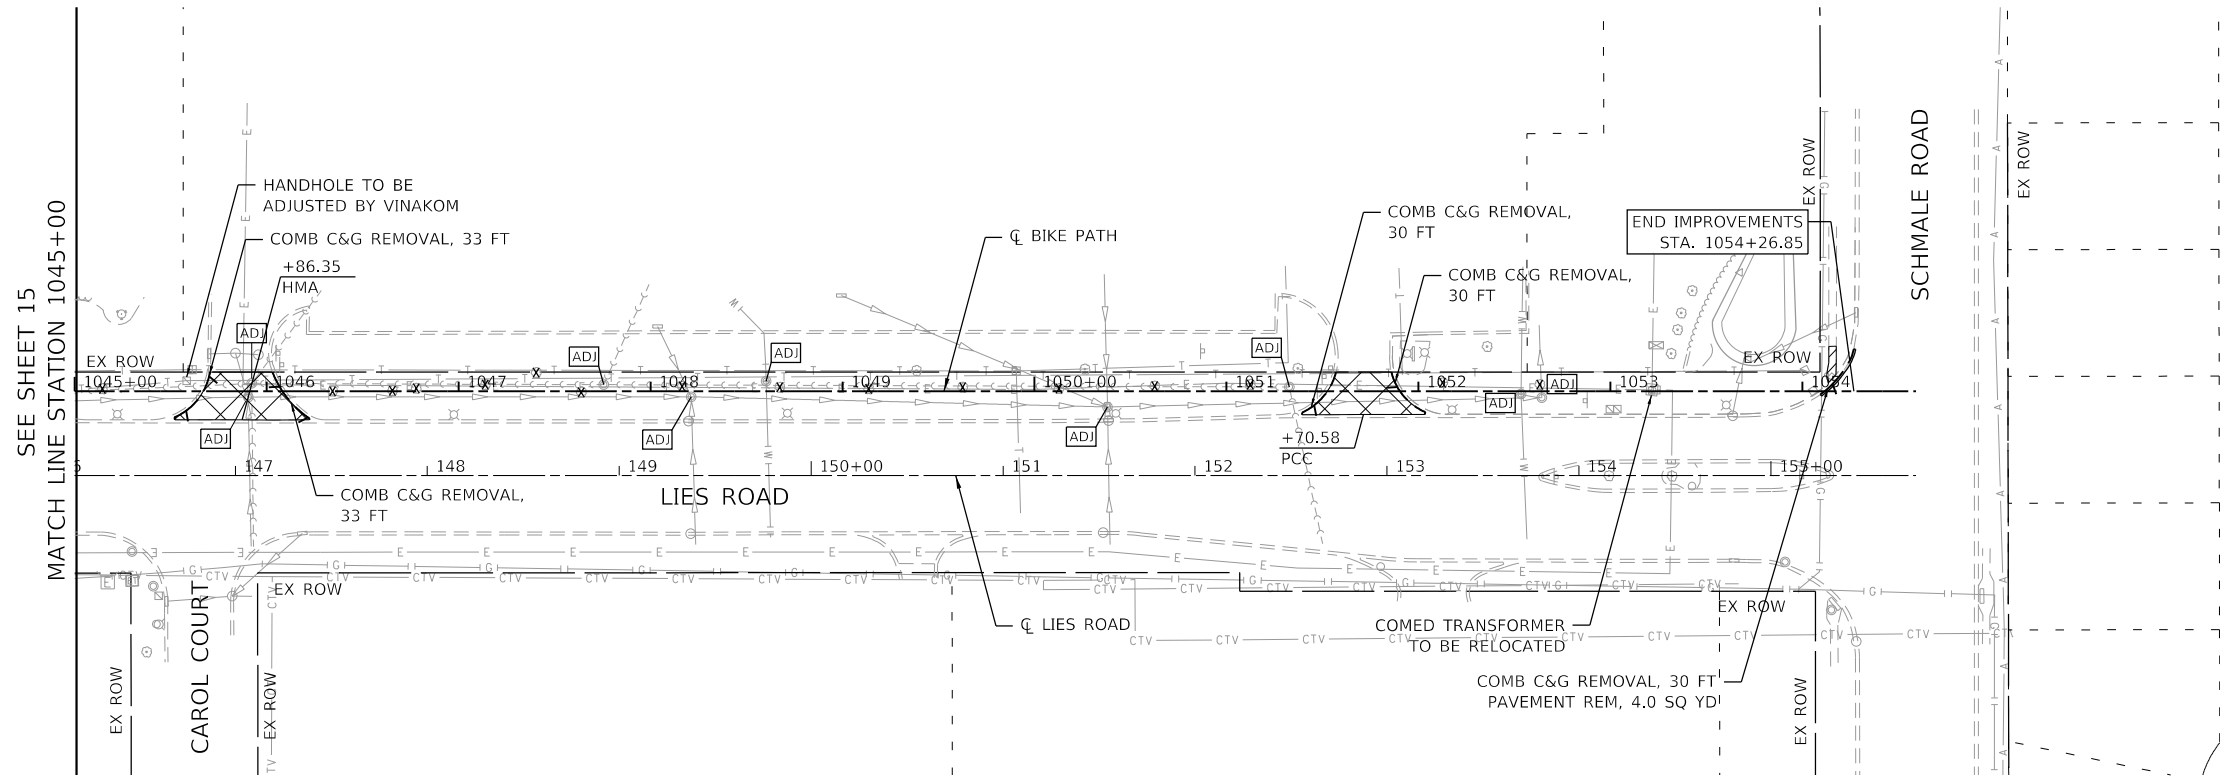 SEE SHEET 15
MATCH LINE STATION 1045+00
HANDHOLE TO BE
ADJUSTED BY VINAKOM
COMB C&G REMOVAL, 33 FT
+86.35
HMA
ADJ
ADJ
ADJ
ADJ
℄ BIKE PATH
COMB C&G REMOVAL,
30 FT
COMB C&G REMOVAL,
30 FT
END IMPROVEMENTS
STA. 1054+26.85
EX ROW
SCHMALE ROAD
EX ROW
EX ROW
EX ROW
1045+00
1046
1047
1048
1049
1050+00
1051
1052
1053
1054
ADJ
ADJ
ADJ
ADJ
ADJ
+70.58
PCC
147
148
149
150+00
151
152
153
154
155+00
COMB C&G REMOVAL,
33 FT
LIES ROAD
℄ LIES ROAD
EX ROW
EX ROW
CAROL COURT
EX ROW
EX ROW
EX ROW
COMED TRANSFORMER
TO BE RELOCATED
COMB C&G REMOVAL, 30 FT
PAVEMENT REM, 4.0 SQ YD